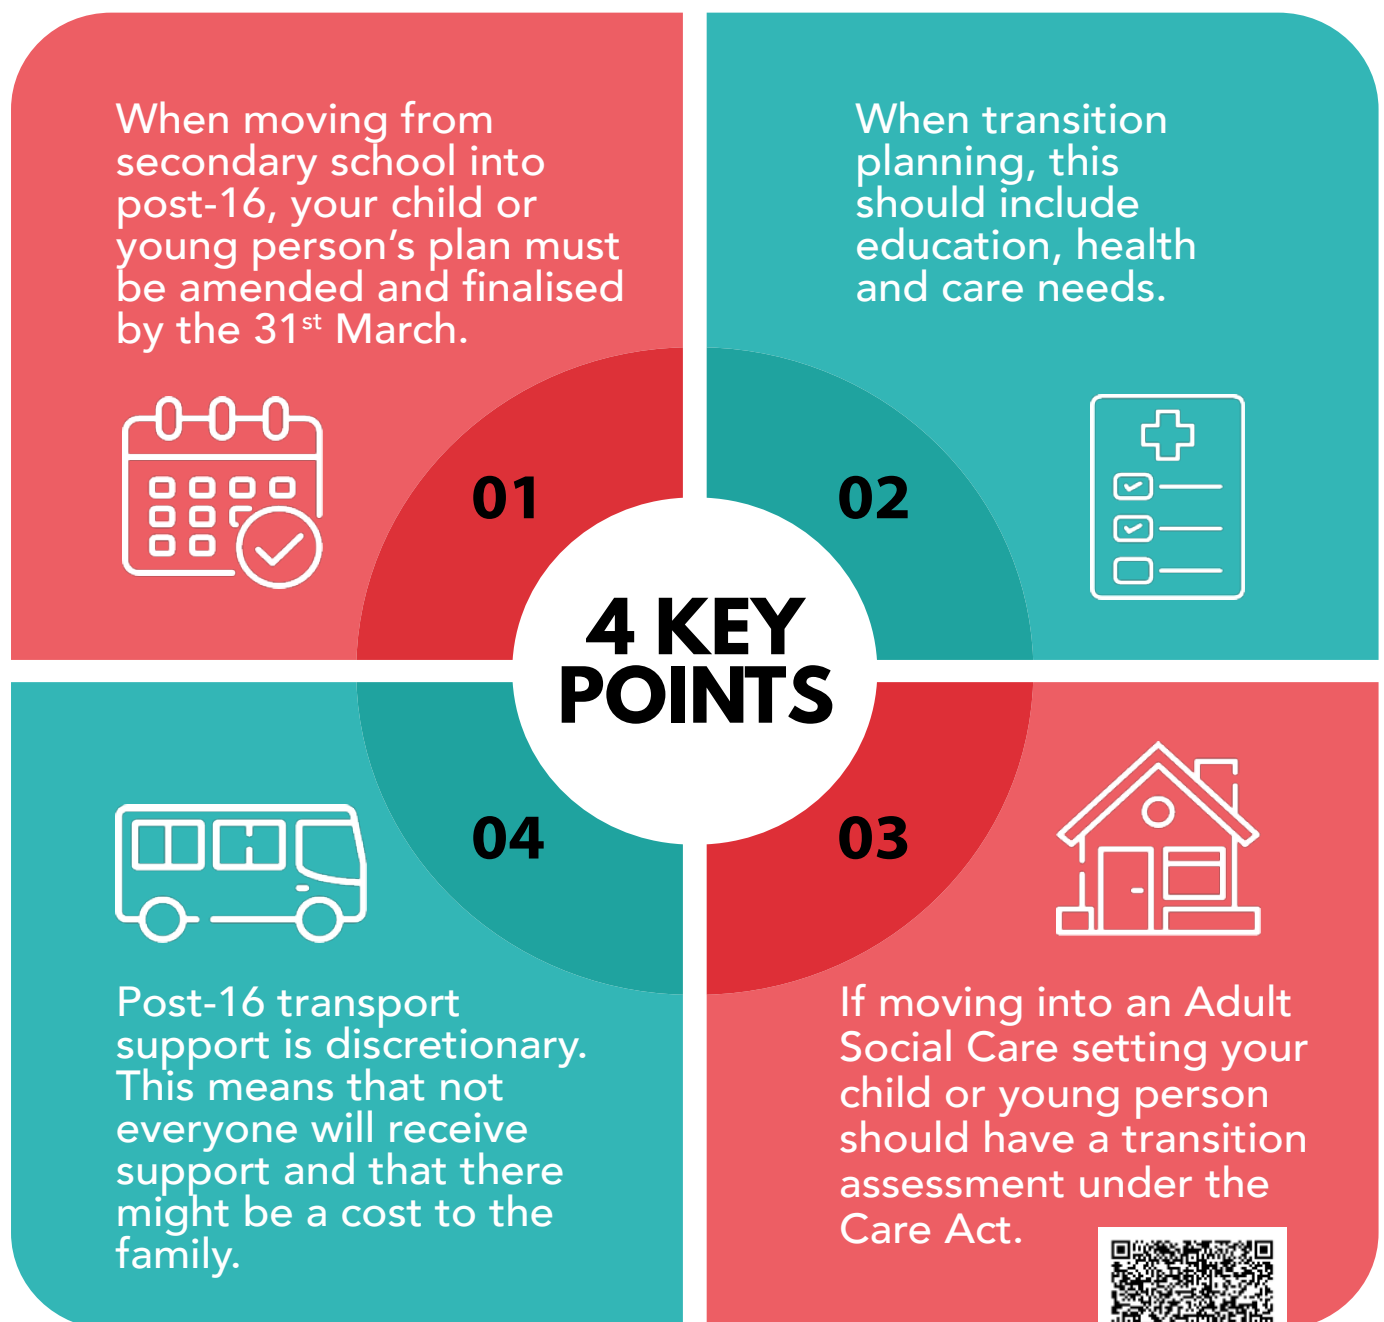 When moving from
secondary school into
post-16, your child or
young person’s plan must
be amended and finalised
by the 31st March.
01
When transition
planning, this
should include
education, health
and care needs.
02
4 KEY
POINTS
03
If moving into an Adult
Social Care setting your
child or young person
should have a transition
assessment under the
Care Act.
04
Post-16 transport
support is discretionary.
This means that not
everyone will receive
support and that there
might be a cost to the
family.